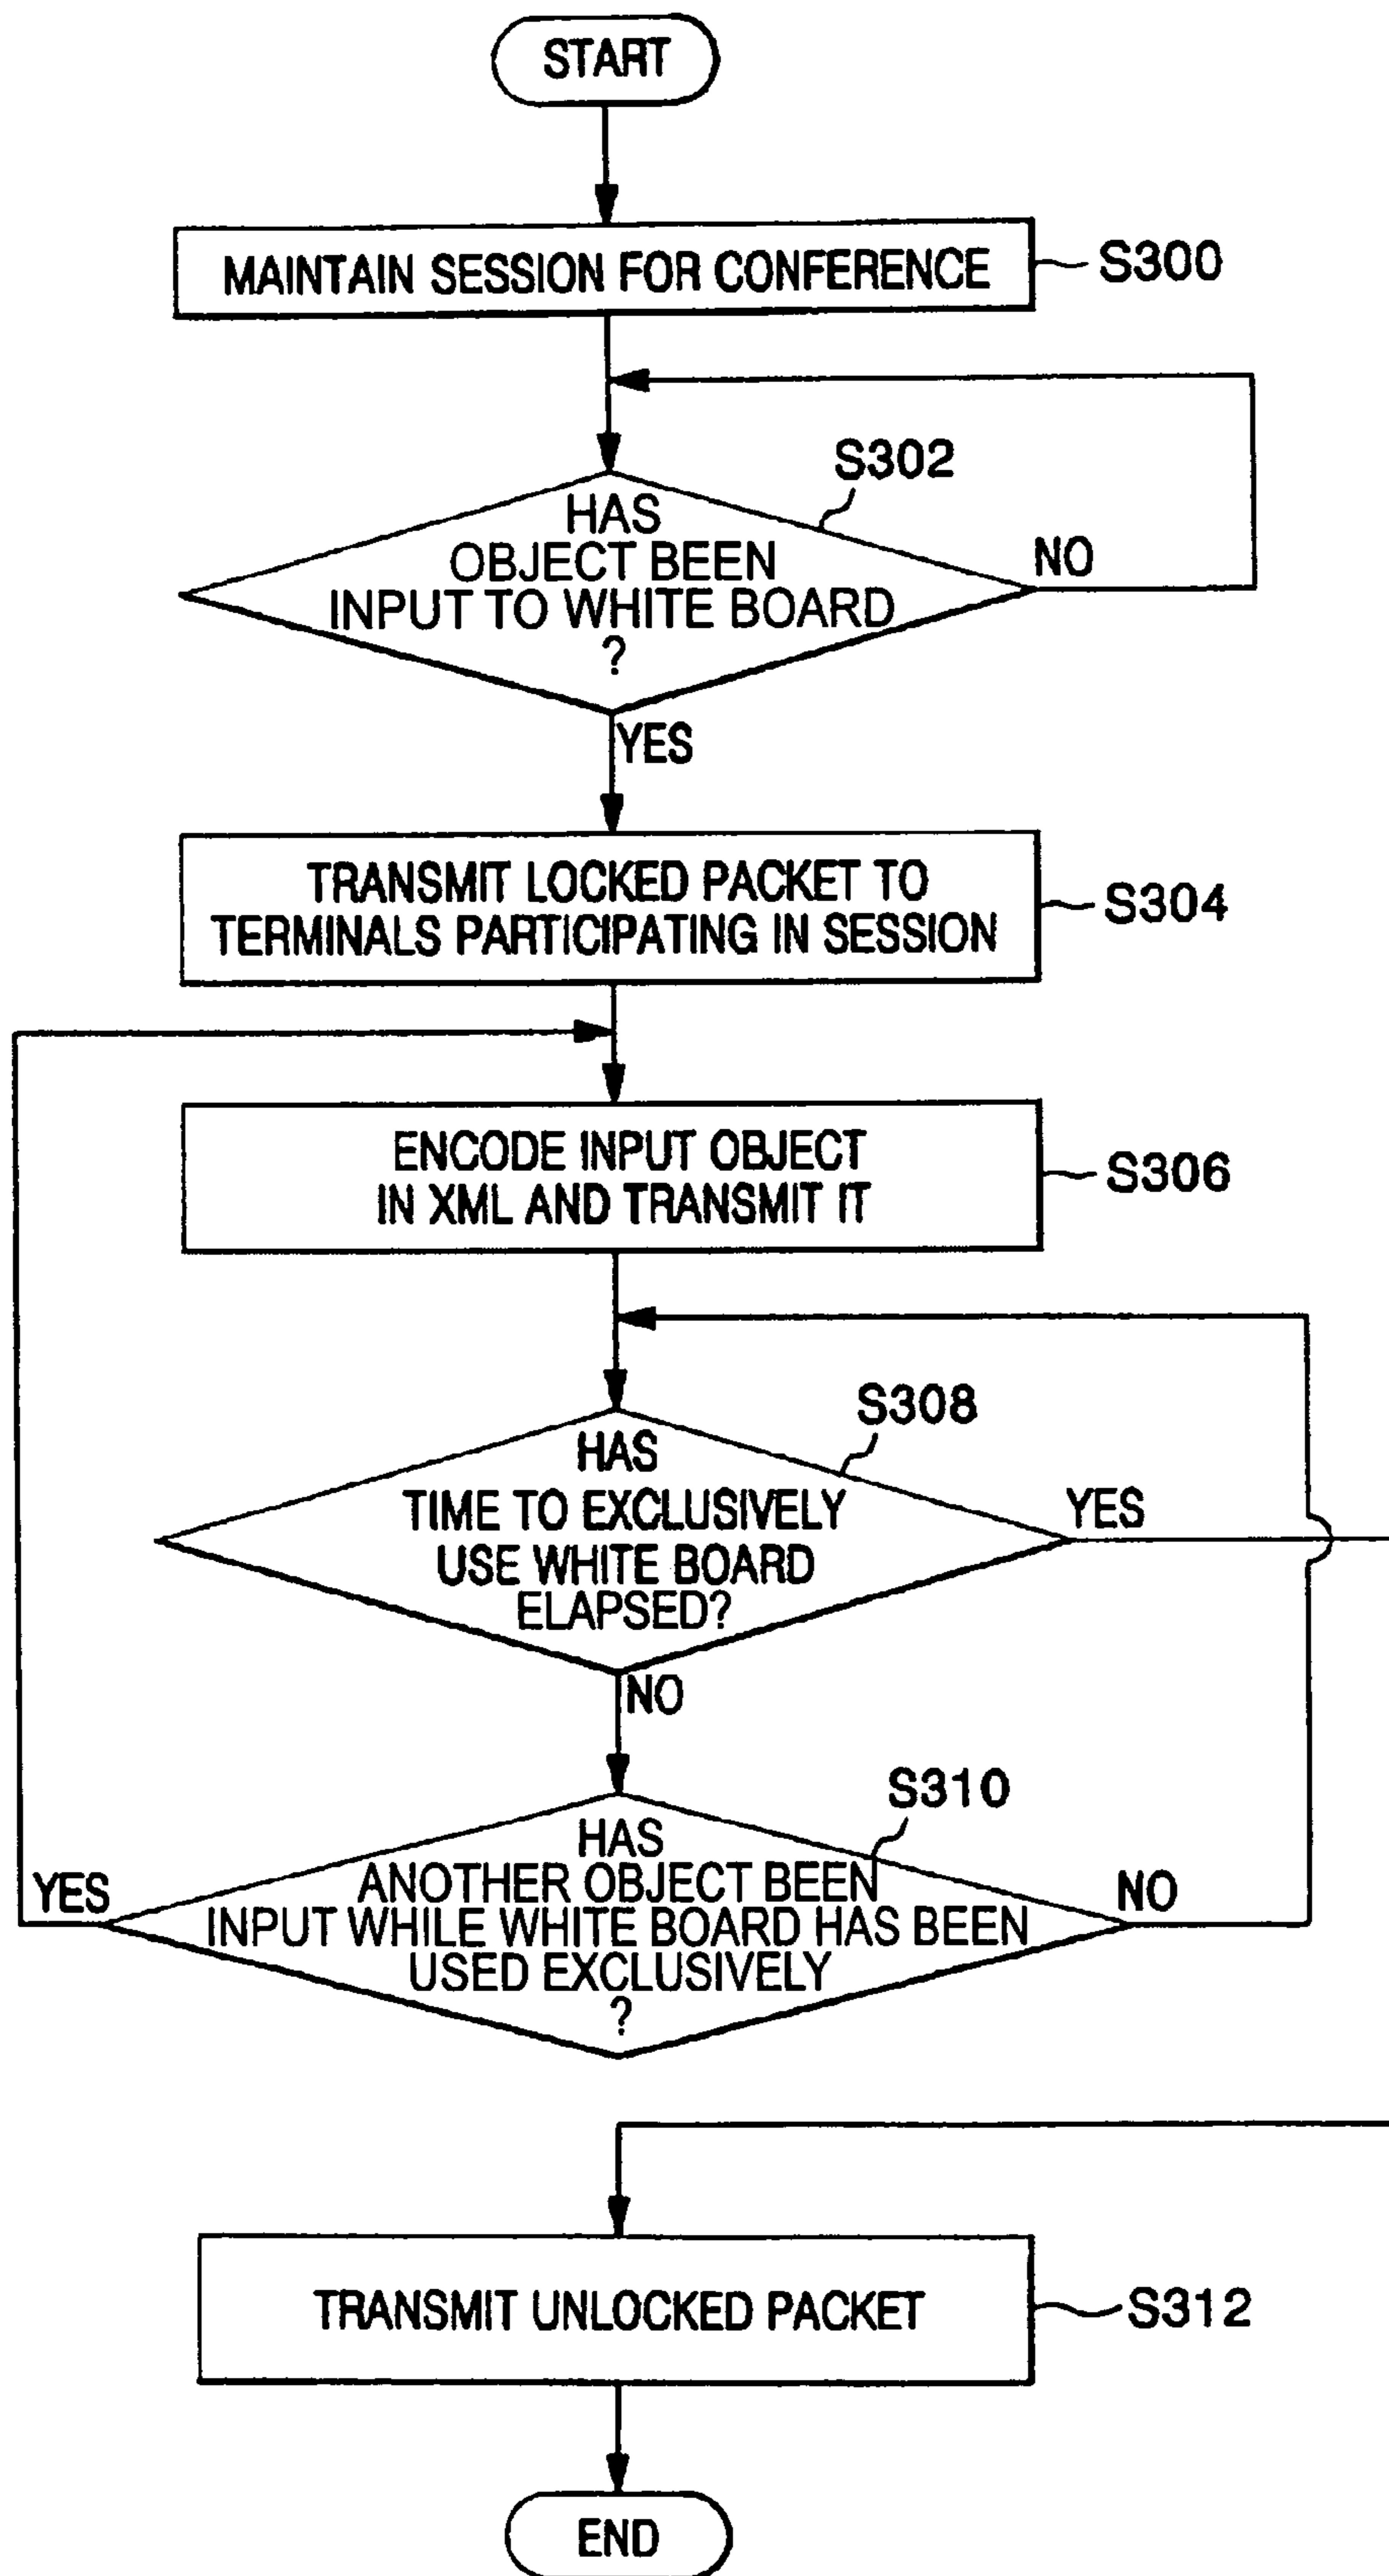 START
MAINTAIN SESSION FOR CONFERENCE
S300
S302
HAS
OBJECT BEEN
INPUT TO WHITE BOARD
?
NO
YES
TRANSMIT LOCKED PACKET TO
TERMINALS PARTICIPATING IN SESSION
S304
ENCODE INPUT OBJECT
IN XML AND TRANSMIT IT
S306
S308
HAS
TIME TO EXCLUSIVELY
USE WHITE BOARD
ELAPSED?
YES
NO
S310
HAS
ANOTHER OBJECT BEEN
INPUT WHILE WHITE BOARD HAS BEEN
USED EXCLUSIVELY
?
YES
NO
TRANSMIT UNLOCKED PACKET
S312
END